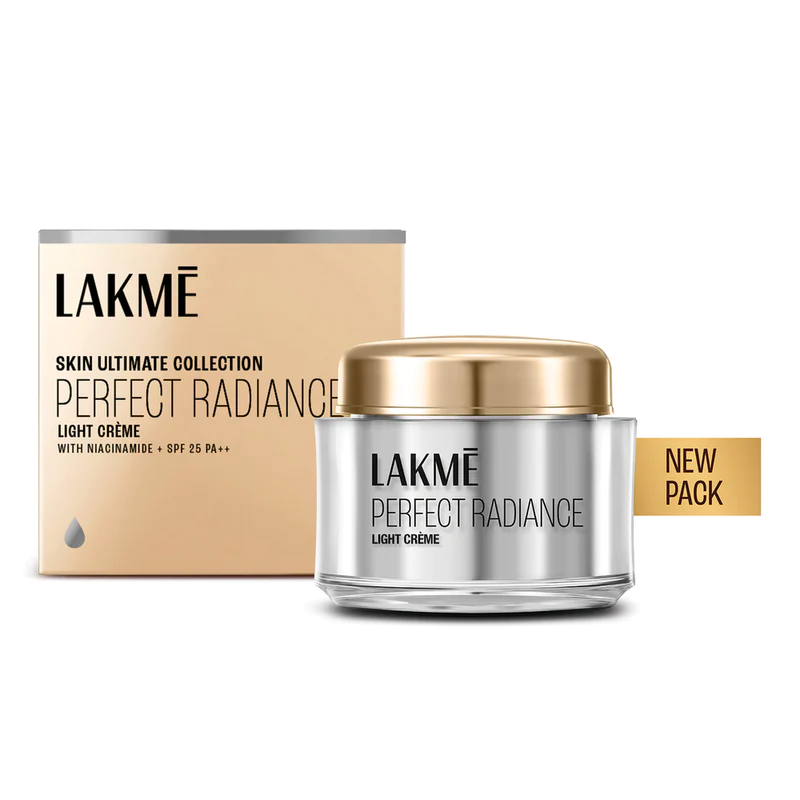 LAKMĒ
SKIN ULTIMATE COLLECTION
PERFECT RADIANCE
LIGHT CRÈME
WITH NIACINAMIDE + SPF 25 PA++
LAKMĒ
PERFECT RADIANCE
LIGHT CRÈME
NEW
PACK